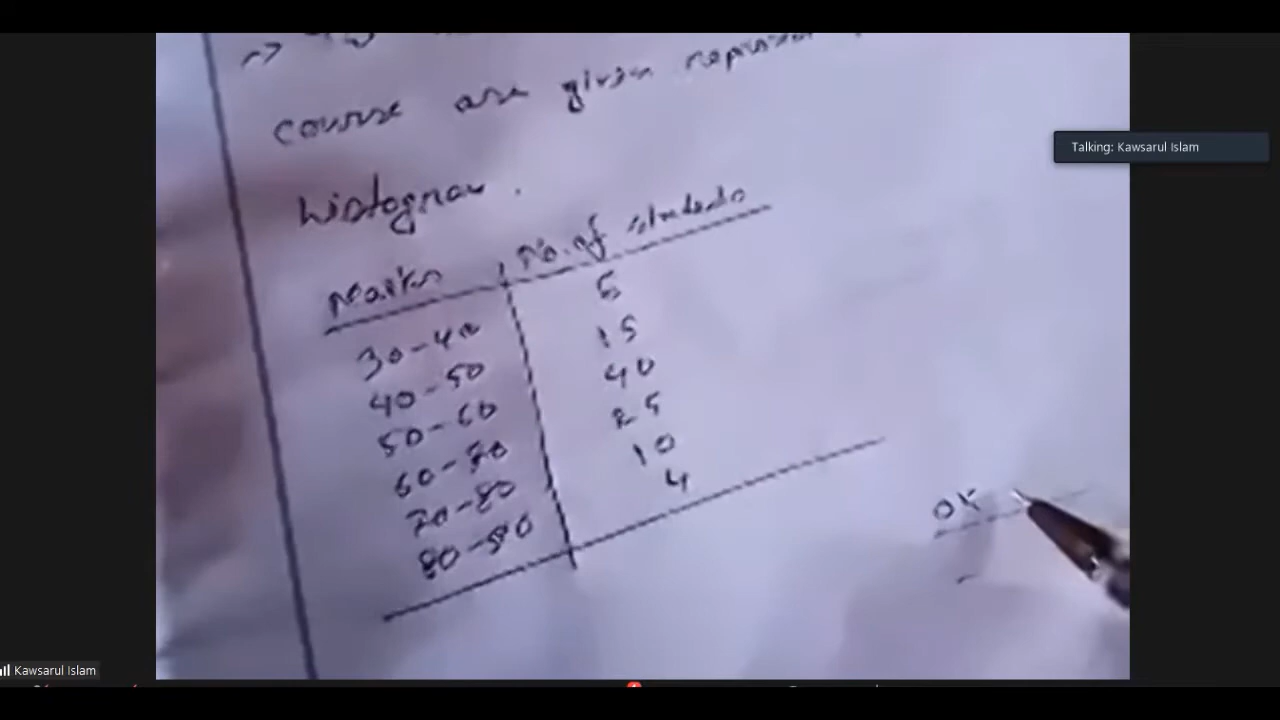 course are given
histogram.
Marks No. of students
30-40 5
40-50 15
50-60 40
60-70 25
70-80 10
80-90 4
OR
Talking: Kawsarul Islam
Kawsarul Islam